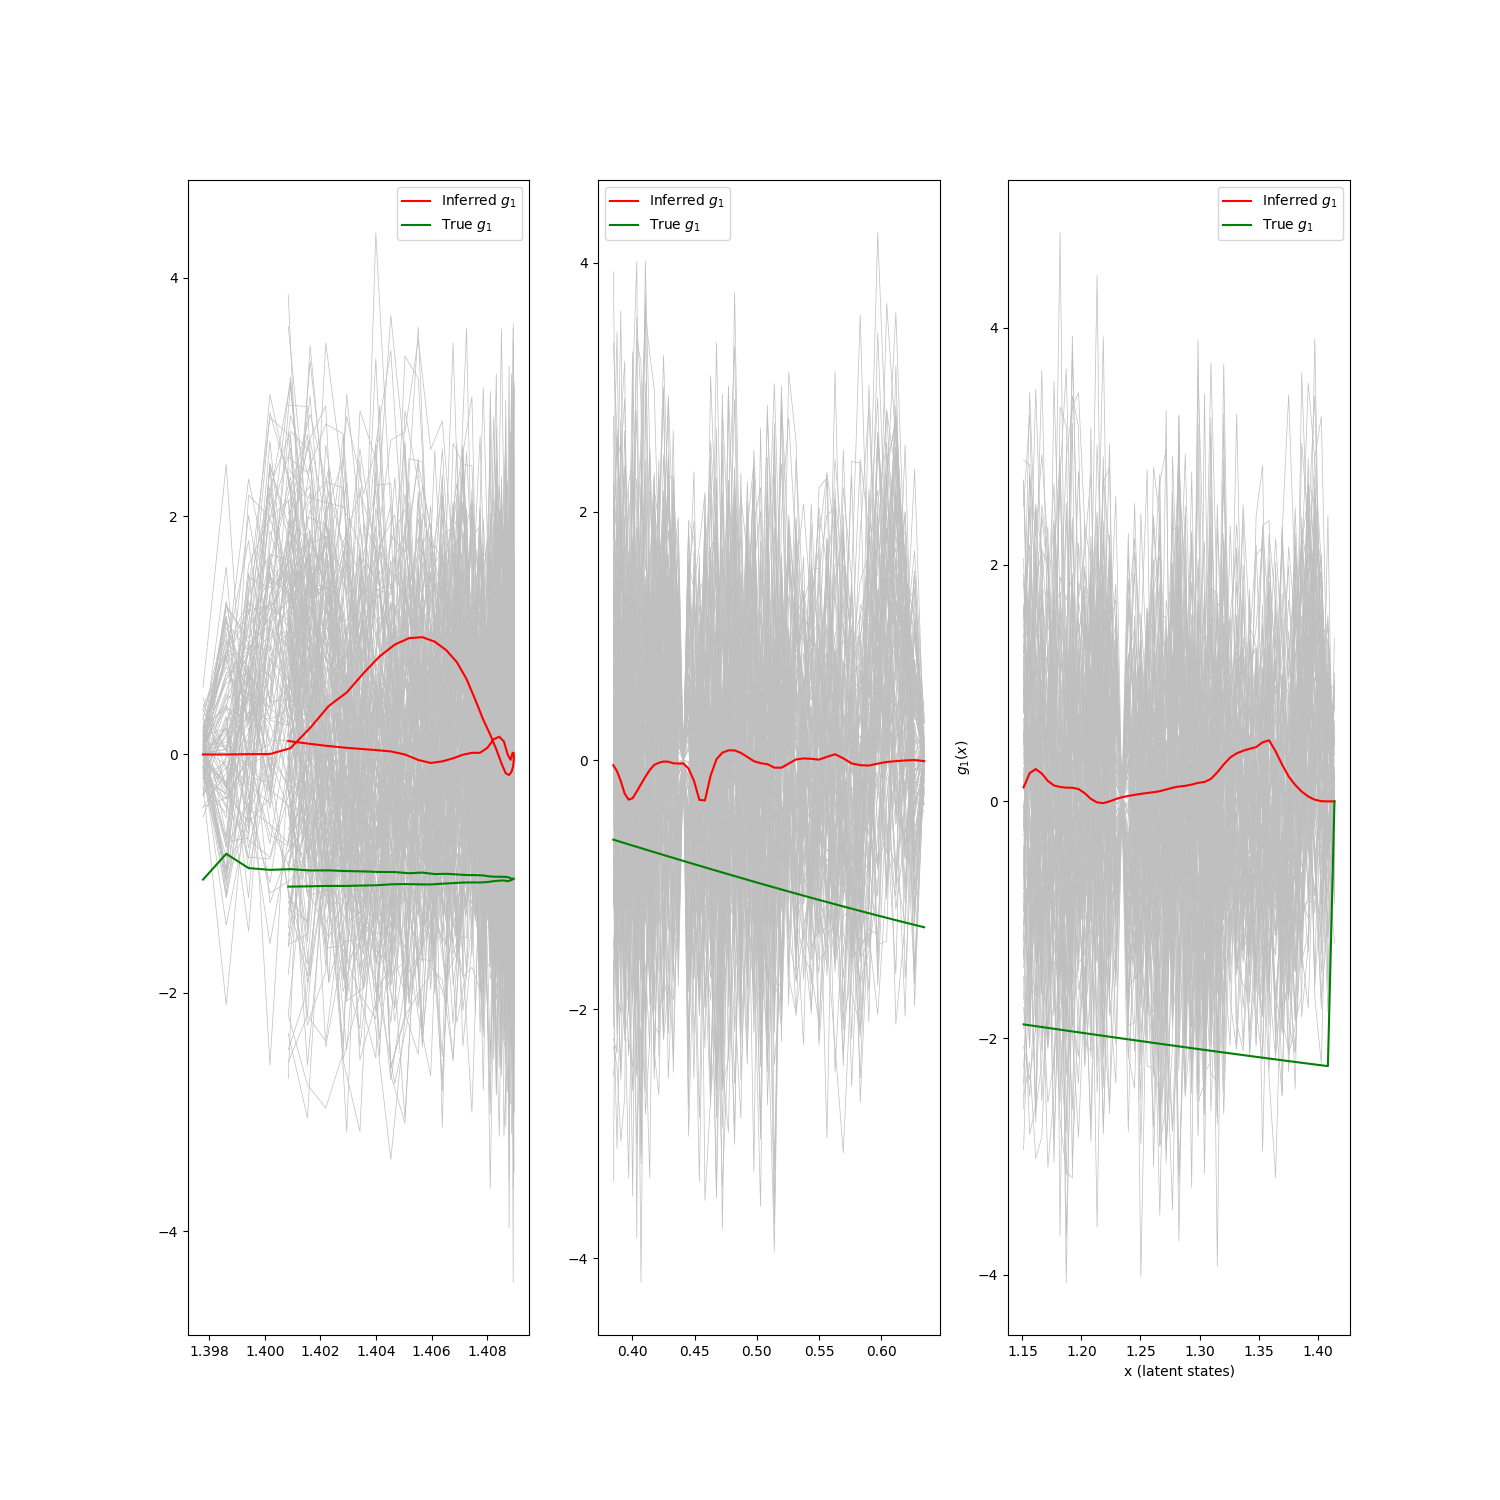 Inferred g1
True g1
4
2
0
−2
−4
1.398 1.400 1.402 1.404 1.406 1.408
Inferred g1
True g1
4
2
0
−2
−4
0.40 0.45 0.50 0.55 0.60
Inferred g1
True g1
g1(x)
4
2
0
−2
−4
1.15 1.20 1.25 1.30 1.35 1.40
x (latent states)